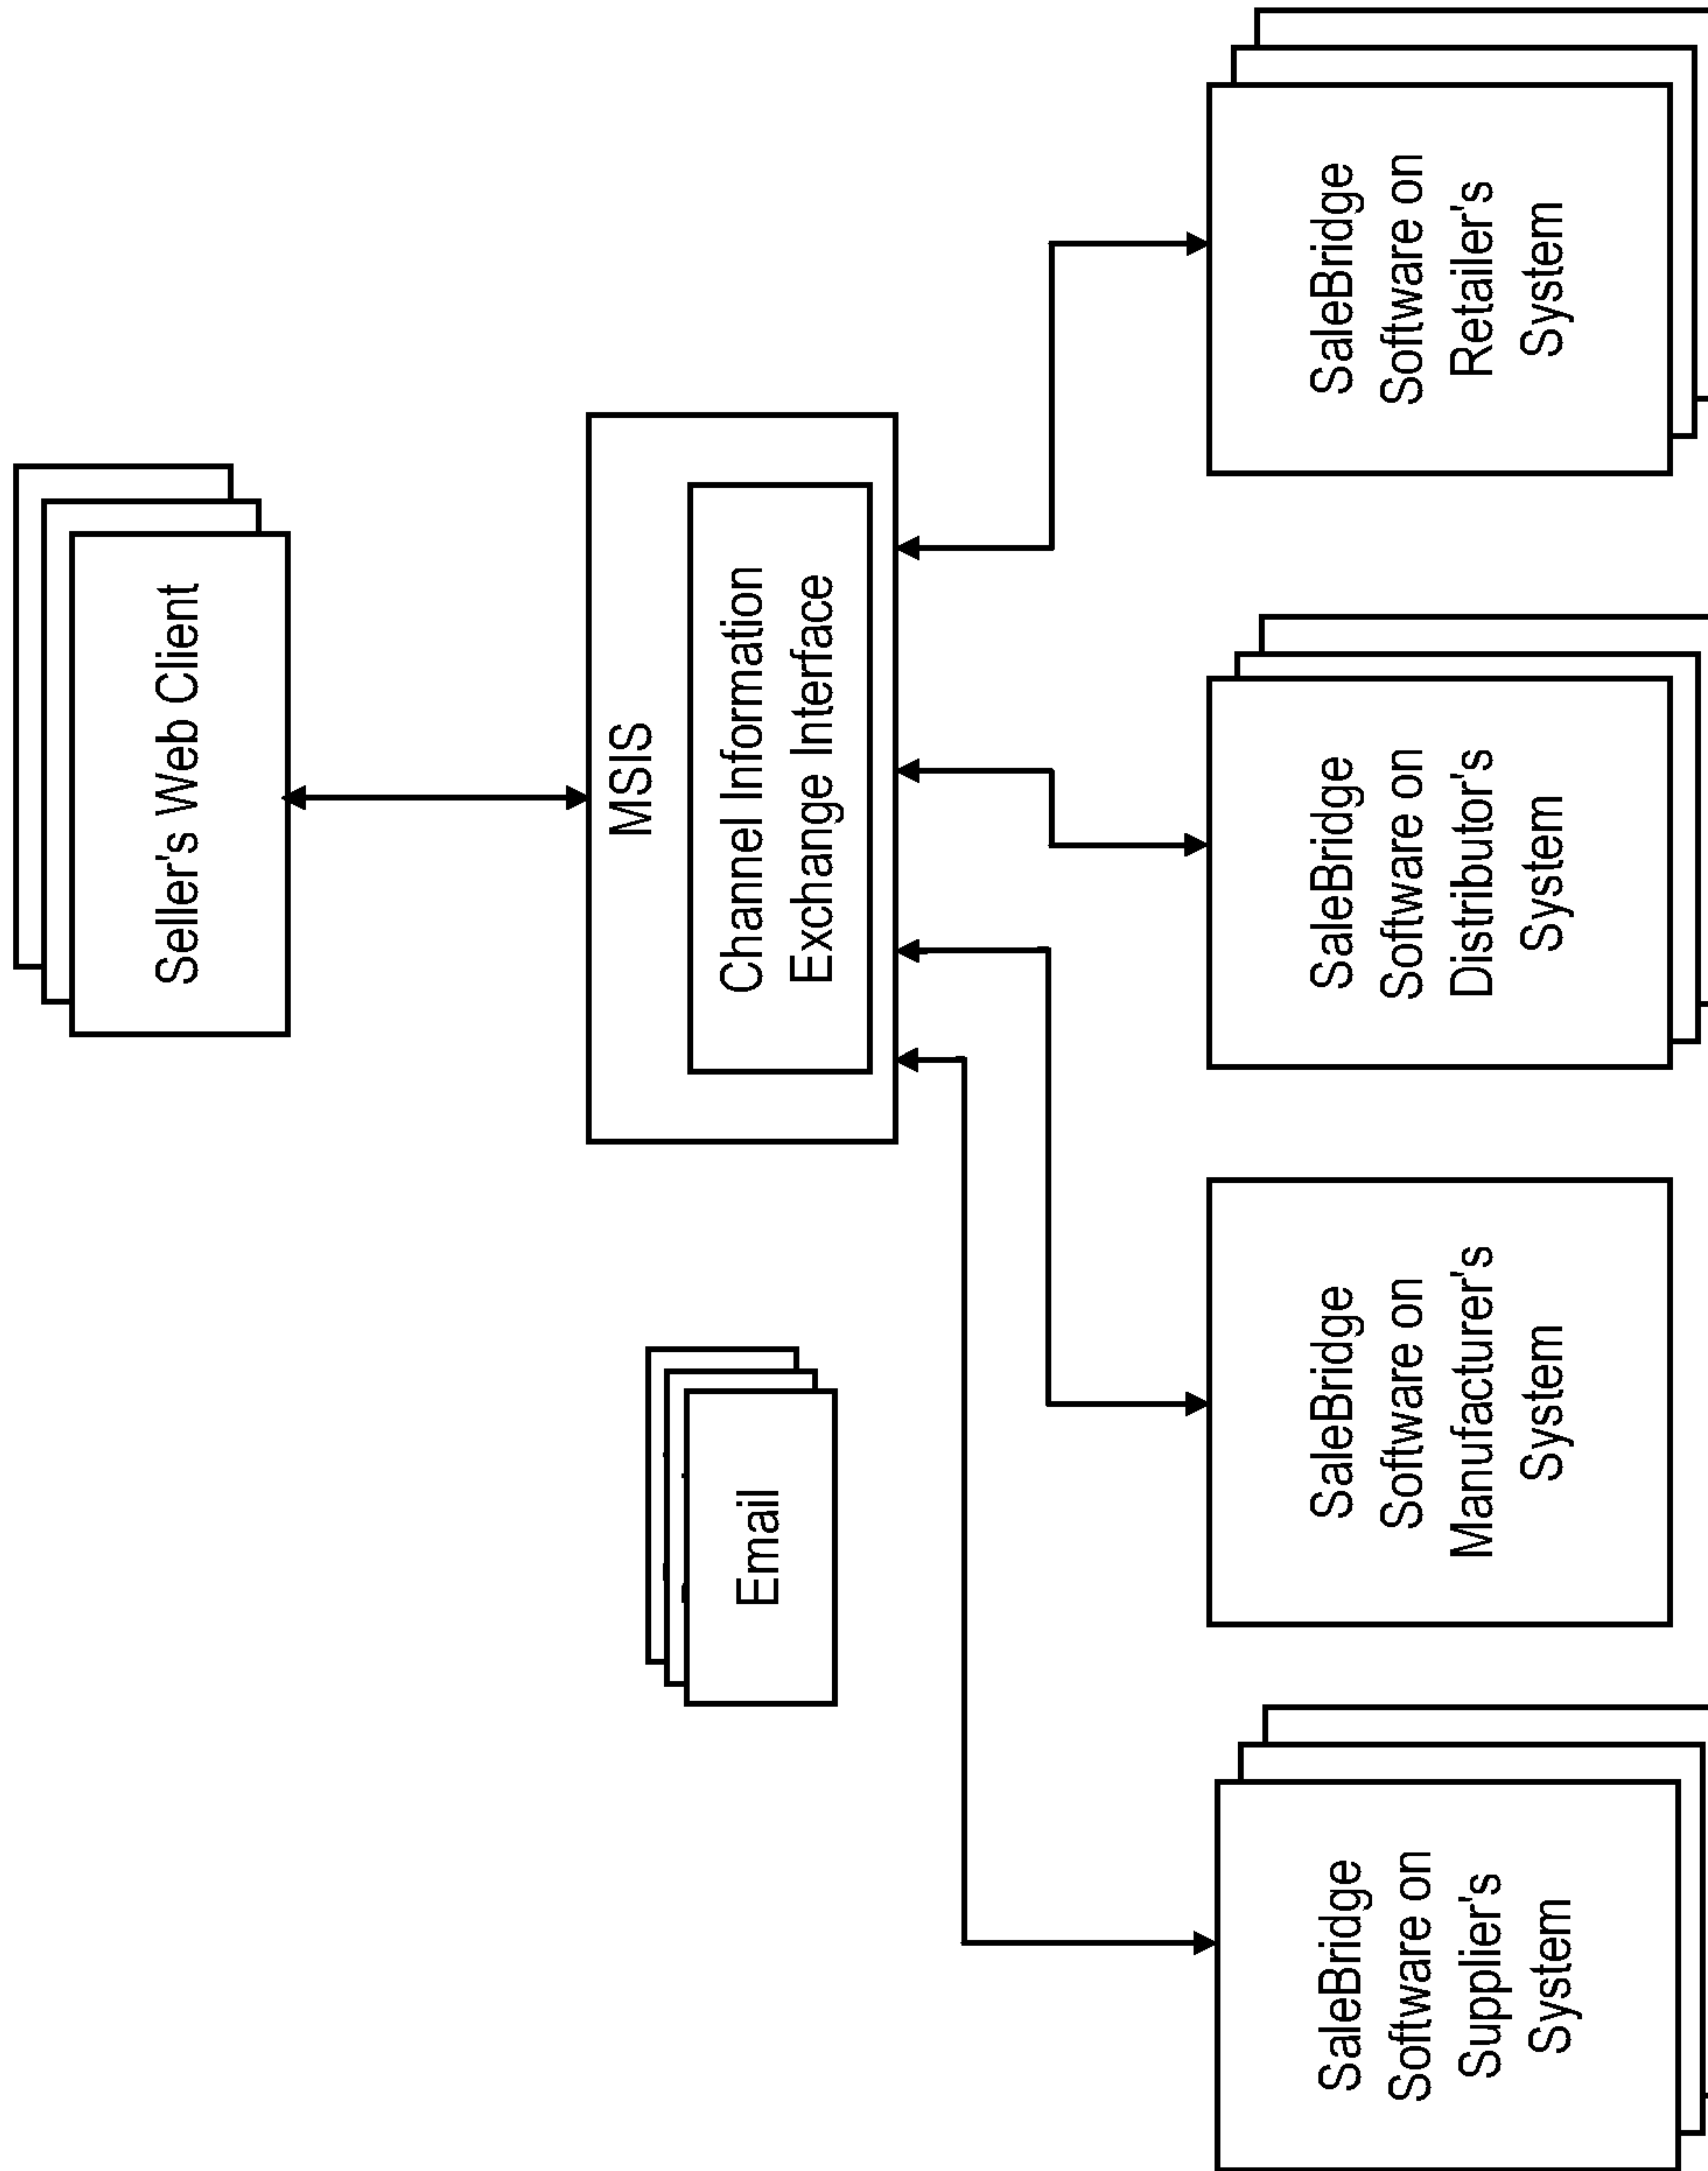 Seller's Web Client
MSIS
Channel Information
Exchange Interface
Email
SaleBridge
Software on
Supplier's
System
SaleBridge
Software on
Manufacturer's
System
SaleBridge
Software on
Distributor's
System
SaleBridge
Software on
Retailer's
System